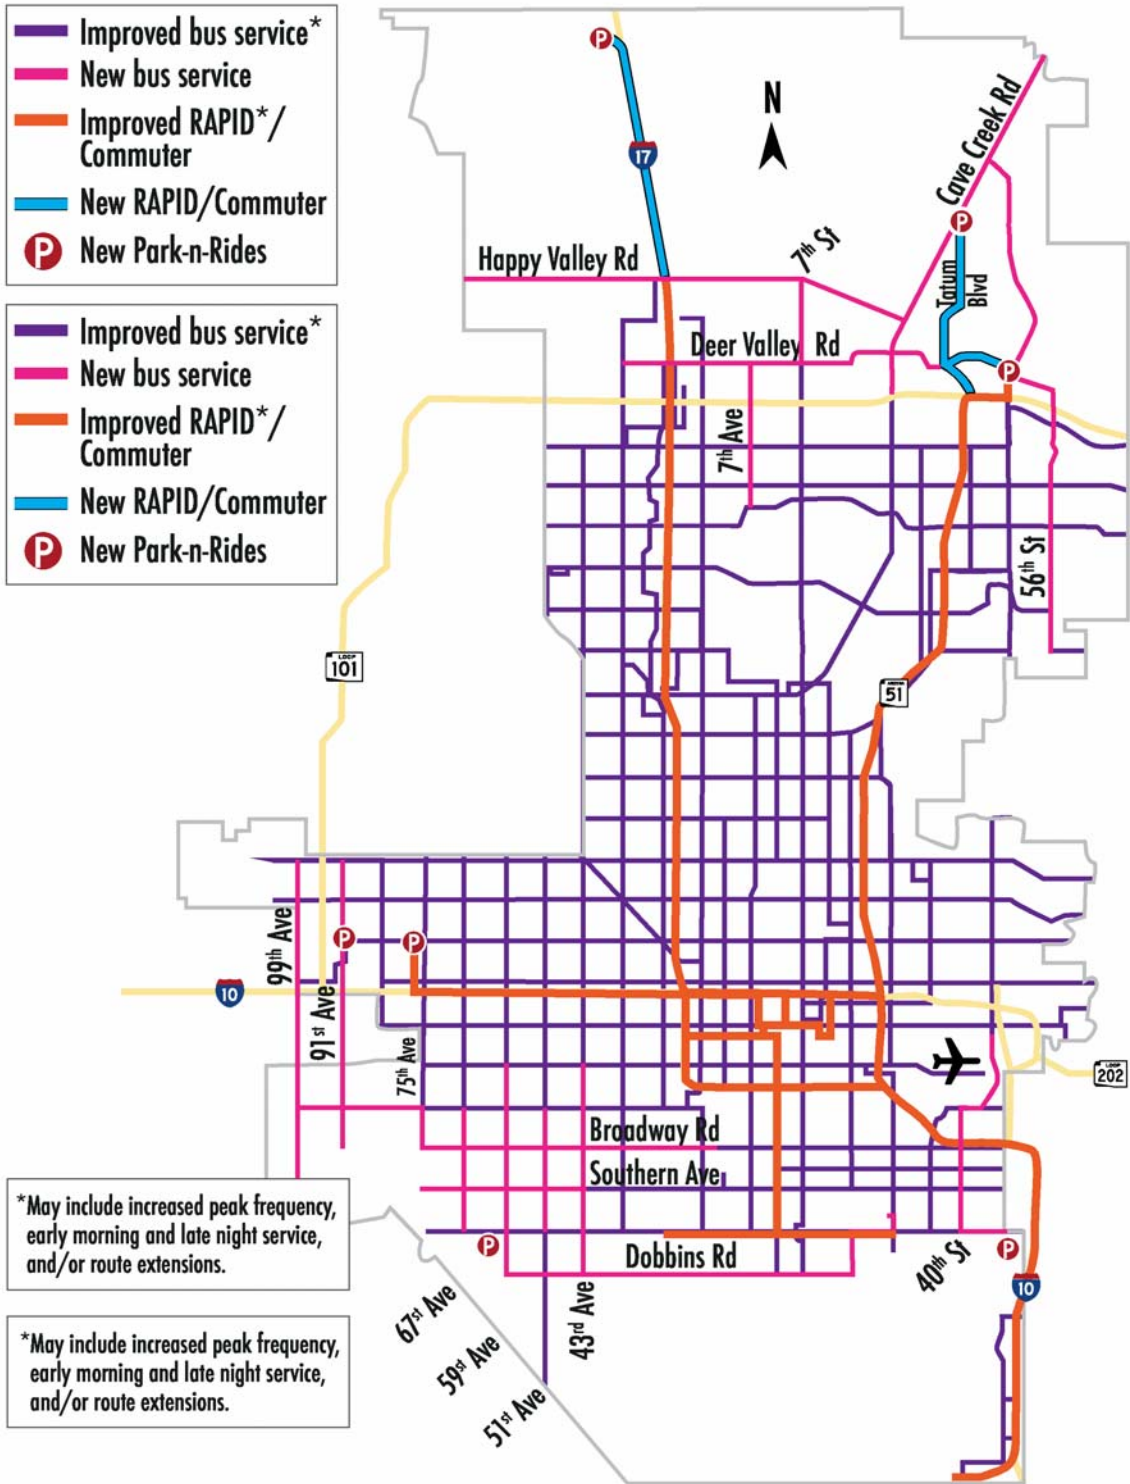 Improved bus service*
New bus service
Improved RAPID*/
Commuter
New RAPID/Commuter
P New Park-n-Rides
Improved bus service*
New bus service
Improved RAPID*/
Commuter
New RAPID/Commuter
P New Park-n-Rides
P
N
17
Cave Creek Rd
P
Happy Valley Rd
7th St
Tatum
Blvd
Deer Valley Rd
P
7th Ave
56th St
LOOP
101
51
99th Ave
P
P
10
91st Ave
75th Ave
LOOP
202
Broadway Rd
Southern Ave
*May include increased peak frequency,
early morning and late night service,
and/or route extensions.
P
Dobbins Rd
40th St
P
10
67st Ave
43rd Ave
59st Ave
51st Ave
*May include increased peak frequency,
early morning and late night service,
and/or route extensions.